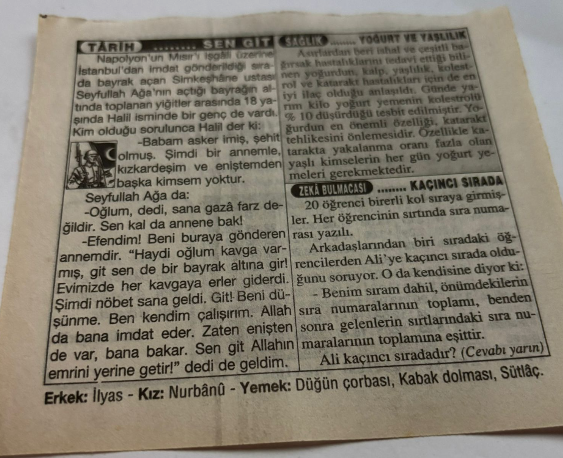 TÂRİH ........ SEN GİT
Napolyon'un Mısır'ı işgâli üzerine
İstanbul'dan imdat gönderildiği sıra-
da bayrak açan Simkeşhâne ustası
Seyfullah Ağa'nın açtığı bayrağın al-
tında toplanan yiğitler arasında 18 ya-
şında Halil isminde bir genç de vardı.
Kim olduğu sorulunca Halil der ki:
-Babam asker imiş, şehit
olmuş. Şimdi bir annemle,
kızkardeşim ve eniştemden
başka kimsem yoktur.
Seyfullah Ağa da:
-Oğlum, dedi, sana gazâ farz de-
ğildir. Sen kal da annene bak!
-Efendim! Beni buraya gönderen
annemdir. "Haydi oğlum kavga var-
mış, git sen de bir bayrak altına gir!
Evimizde her kavgaya erler giderdi.
Şimdi nöbet sana geldi. Git! Beni dü-
şünme. Ben kendim çalışırım. Allah
da bana imdat eder. Zaten enişten
de var, bana bakar. Sen git Allahın
emrini yerine getir!" dedi de geldim.
SAĞLIK ........ YOĞURT VE YAŞLILIK
Asırlardan beri ishal ve çeşitli ba-
ğırsak hastalıklarını tedavi ettiği bili-
nen yoğurdun, kalp, yaşlılık, kolest-
rol ve katarakt hastalıkları için de en
iyi ilaç olduğu anlaşıldı. Günde ya-
rım kilo yoğurt yemenin kolestrolü
% 10 düşürdüğü tesbit edilmiştir. Yo-
ğurdun en önemli özelliği, katarakt
tehlikesini önlemesidir. Özellikle ka-
tarakta yakalanma oranı fazla olan
yaşlı kimselerin her gün yoğurt ye-
meleri gerekmektedir.
ZEKÂ BULMACASI ........ KAÇINCI SIRADA
20 öğrenci birerli kol sıraya girmiş-
ler. Her öğrencinin sırtında sıra numa-
rası yazılı.
Arkadaşlarından biri sıradaki öğ-
rencilerden Ali'ye kaçıncı sırada oldu-
ğunu soruyor. O da kendisine diyor ki:
- Benim sıram dahil, önümdekilerin
sıra numaralarının toplamı, benden
sonra gelenlerin sırtlarındaki sıra nu-
maralarının toplamına eşittir.
Ali kaçıncı sıradadır? (Cevabı yarın)
Erkek: İlyas - Kız: Nurbânû - Yemek: Düğün çorbası, Kabak dolması, Sütlâç.